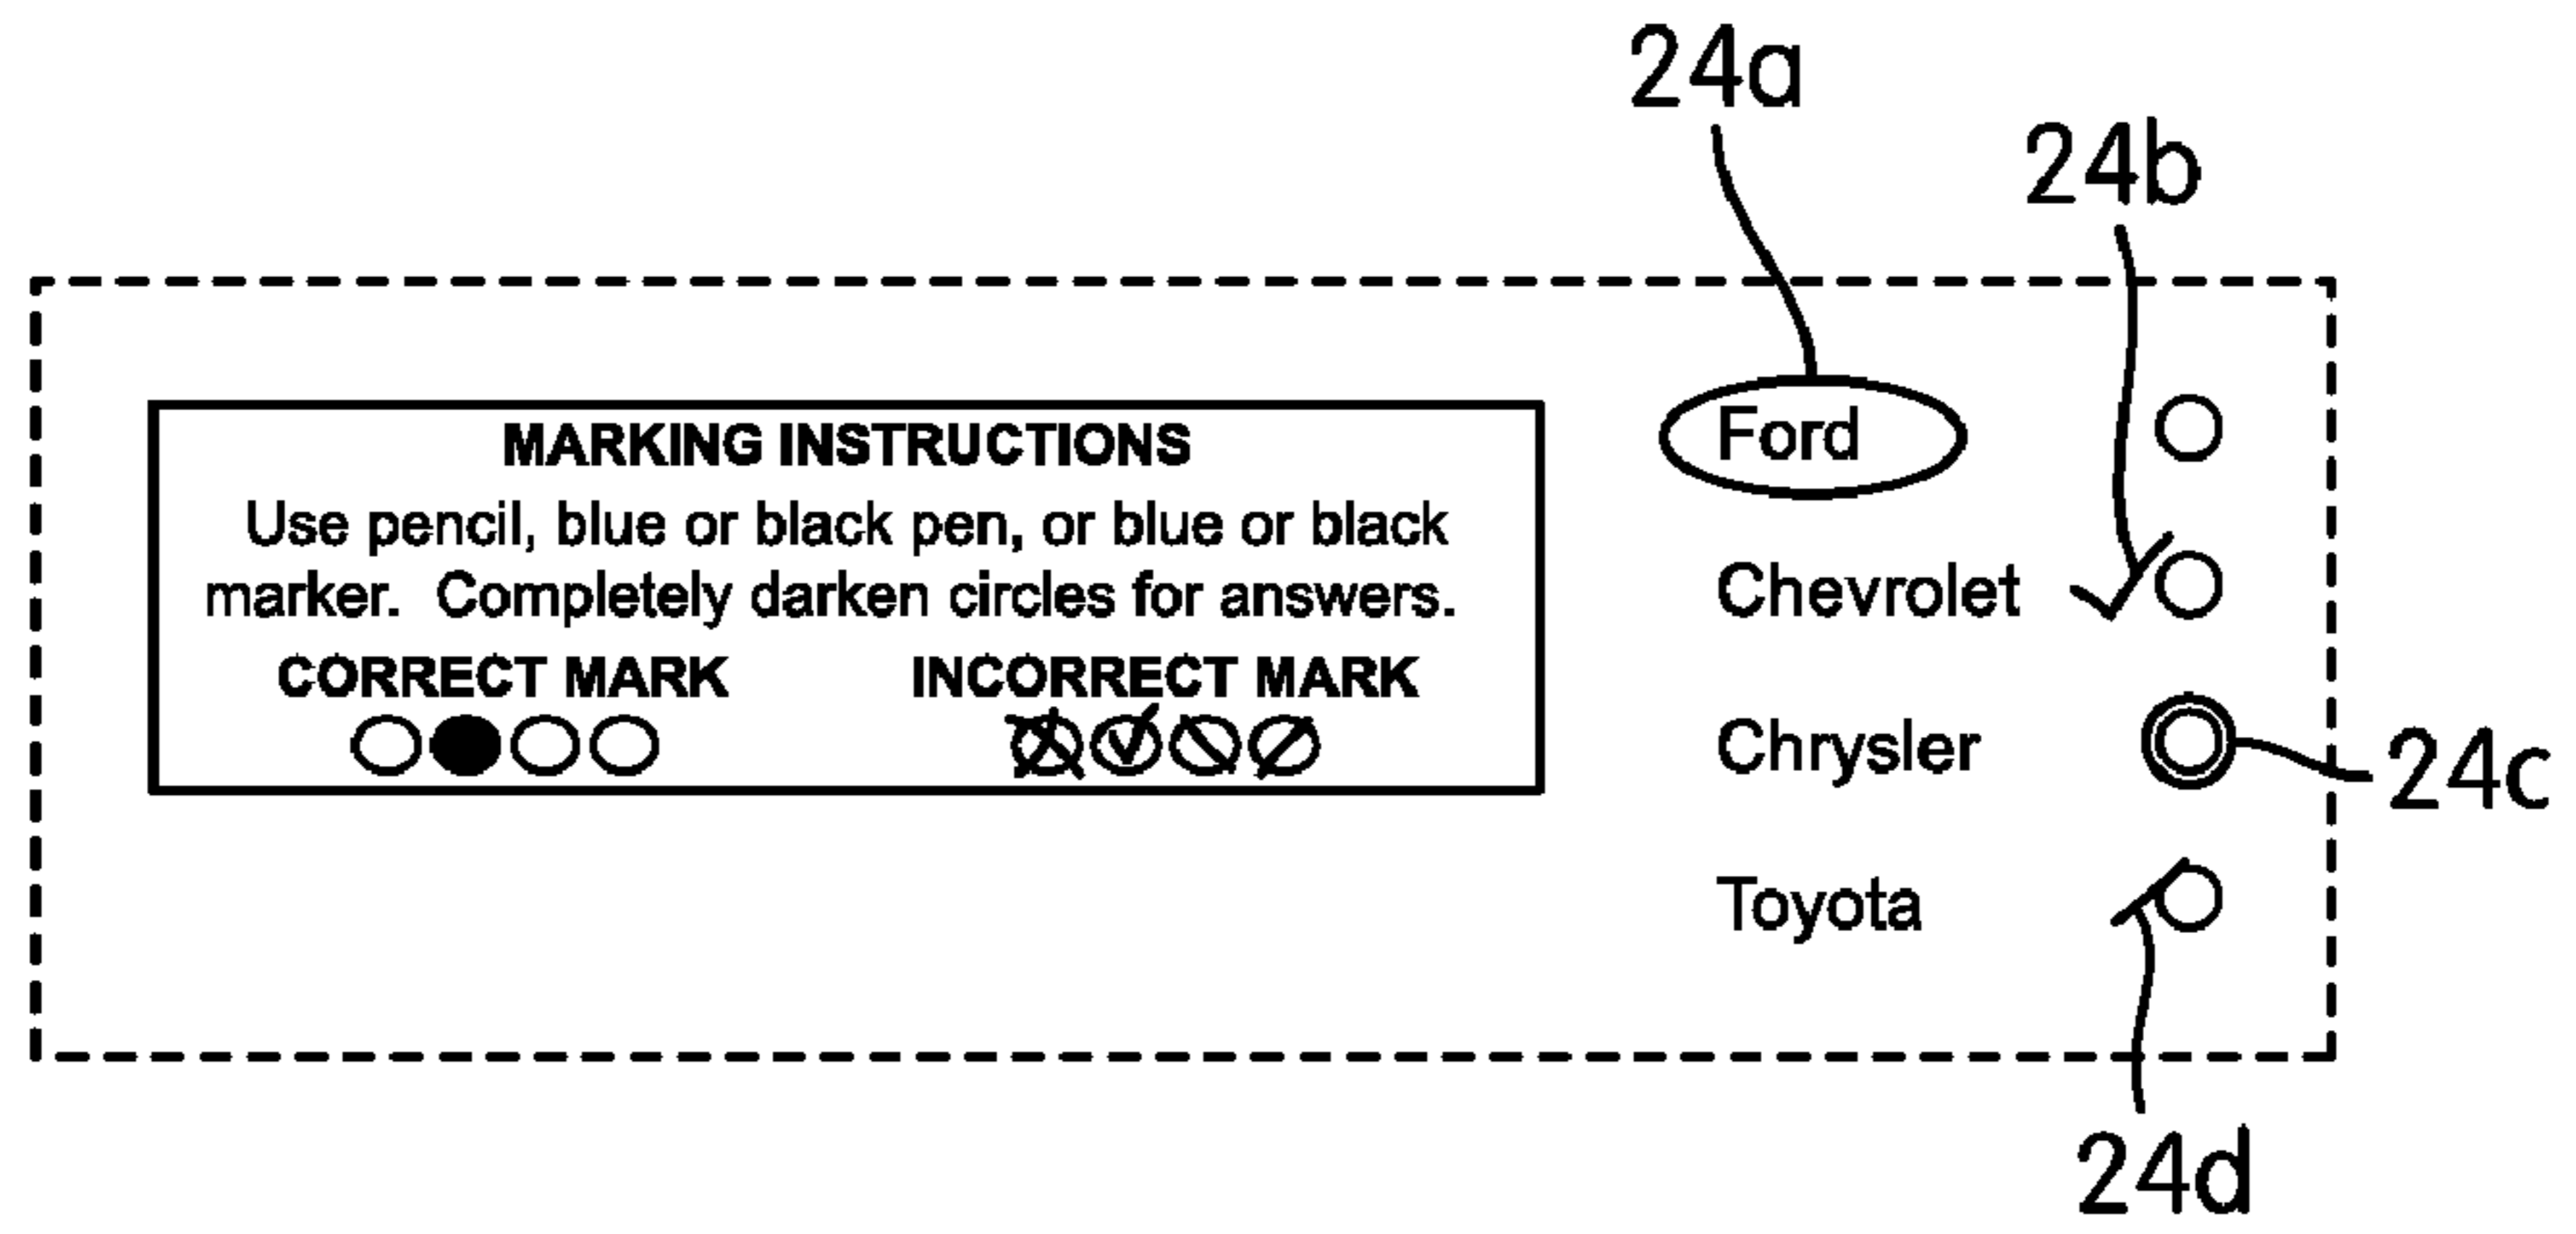 24a
24b
MARKING INSTRUCTIONS
Use pencil, blue or black pen, or blue or black
marker. Completely darken circles for answers.
CORRECT MARK INCORRECT MARK
Ford
Chevrolet
Chrysler
24c
Toyota
24d